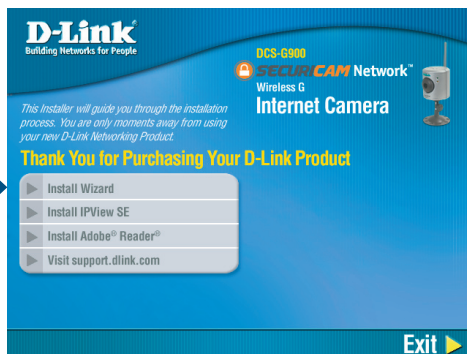 D-Link®
Building Networks for People
DCS-G900
SECURICAM Network™
Wireless G
Internet Camera
This Installer will guide you through the installation
process. You are only moments away from using
your new D-Link Networking Product.
Thank You for Purchasing Your D-Link Product
Install Wizard
Install IPView SE
Install Adobe® Reader®
Visit support.dlink.com
Exit